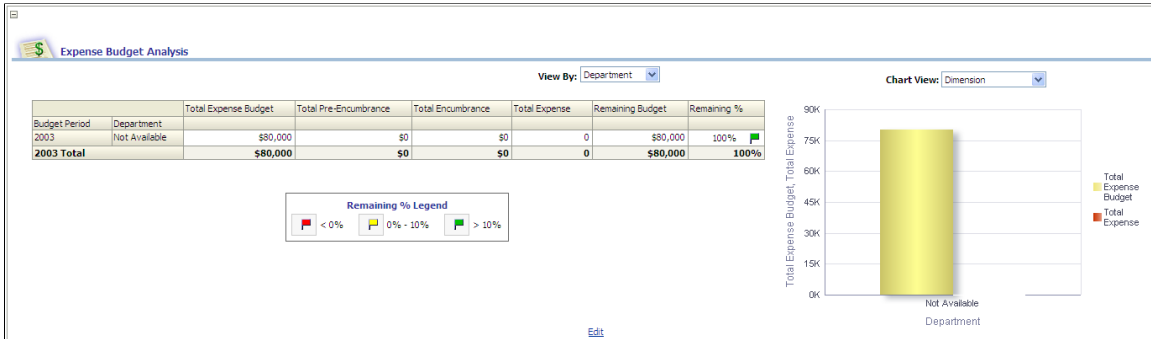 Expense Budget Analysis
View By: Department
Chart View: Dimension
Total Expense Budget Total Pre-Encumbrance Total Encumbrance Total Expense Remaining Budget Remaining %
Budget Period Department
2003 Not Available $80,000 $0 $0 0 $80,000 100%
2003 Total $80,000 $0 $0 0 $80,000 100%
Remaining % Legend
< 0% 0% - 10% > 10%
Total Expense Budget, Total Expense
90K
75K
60K
45K
30K
15K
0K
Not Available
Department
Total
Expense
Budget
Total
Expense
Edit